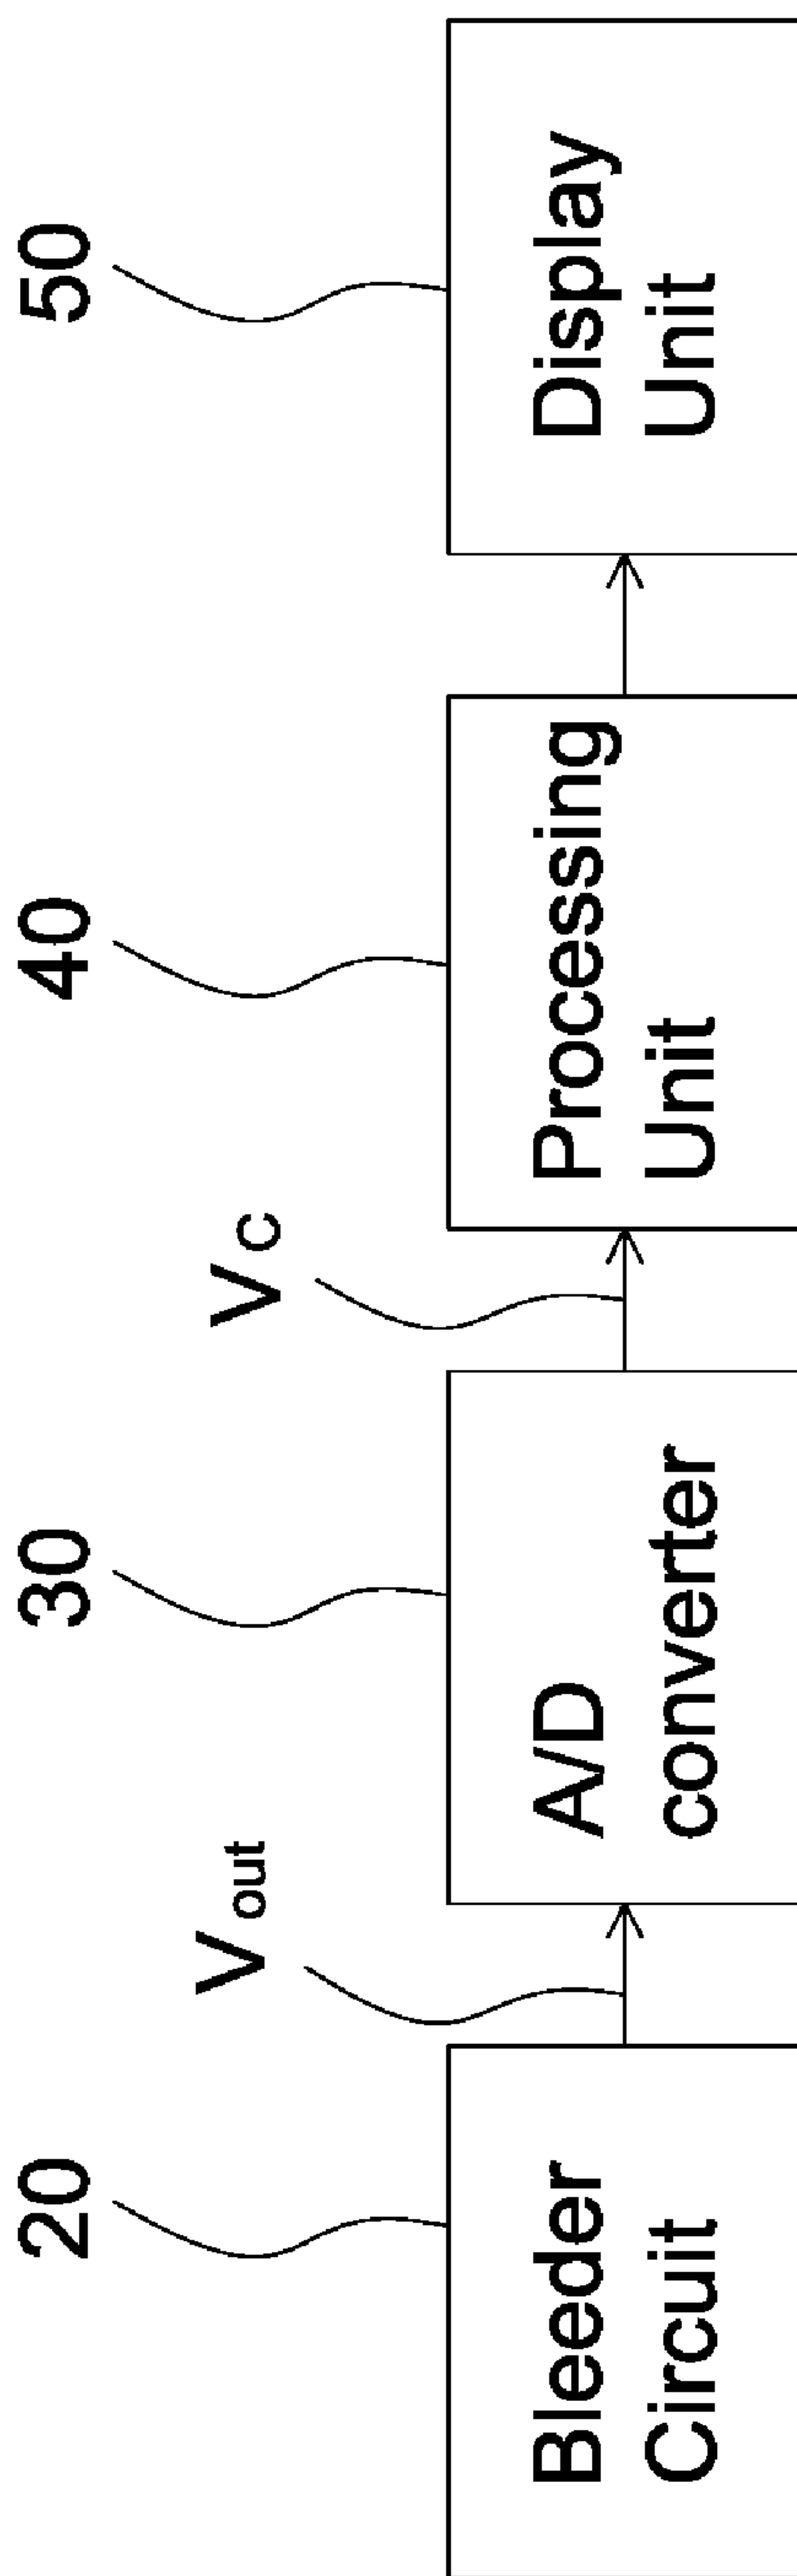 20
30
40
50
Vout
VC
Bleeder
Circuit
A/D
converter
Processing
Unit
Display
Unit